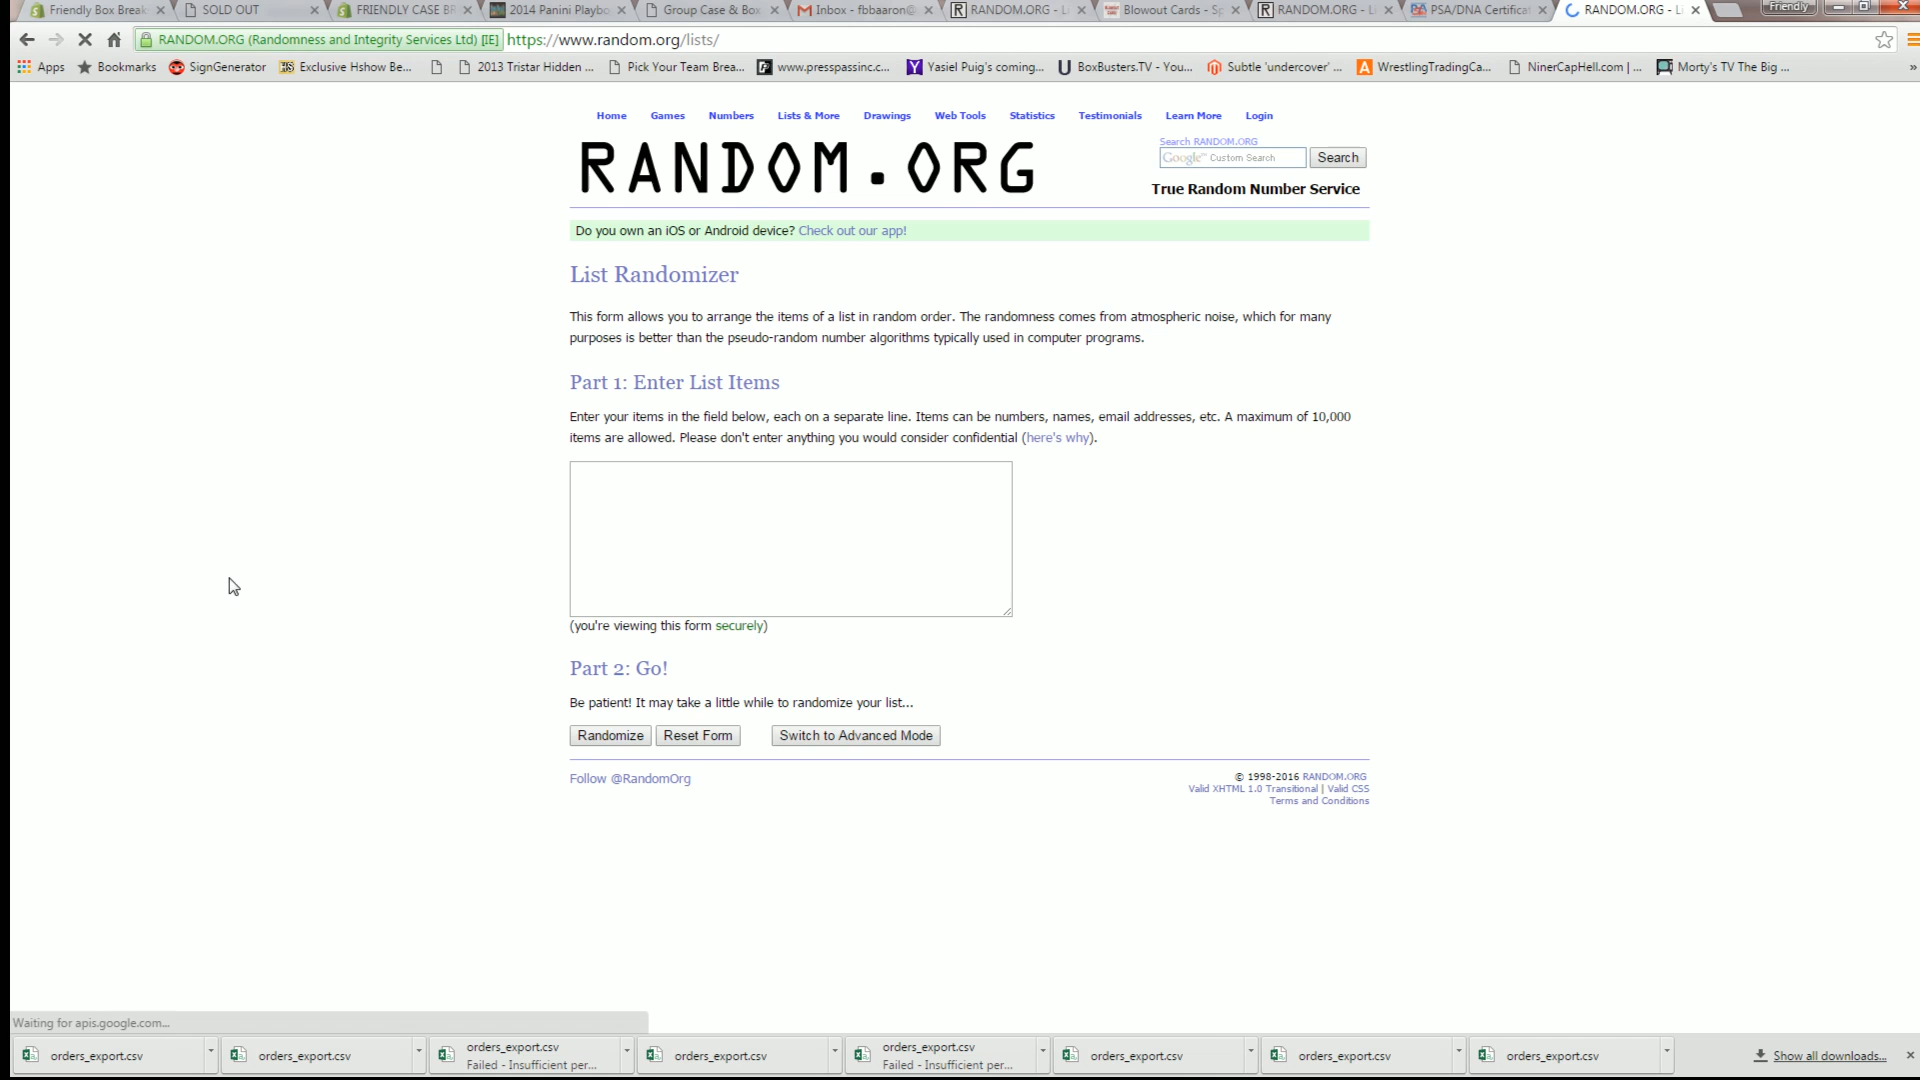 Friendly Box Break SOLD OUT FRIENDLY CASE BR 2014 Panini Playbo Group Case & Box Inbox - fbbaaron@ RANDOM.ORG - Li Blowout Cards - Sp RANDOM.ORG - Li PSA/DNA Certificat RANDOM.ORG - Li Friendly
RANDOM.ORG (Randomness and Integrity Services Ltd) [IE] https://www.random.org/lists/
Apps Bookmarks SignGenerator Exclusive Hshow Be... 2013 Tristar Hidden ... Pick Your Team Brea... www.presspassinc.c... Yasiel Puig's coming... BoxBusters.TV - You... Subtle 'undercover' ... WrestlingTradingCa... NinerCapHell.com | ... Morty's TV The Big ... »
Home Games Numbers Lists & More Drawings Web Tools Statistics Testimonials Learn More Login
Search RANDOM.ORG
RANDOM.ORG
Google™ Custom Search Search
True Random Number Service
Do you own an iOS or Android device? Check out our app!
List Randomizer
This form allows you to arrange the items of a list in random order. The randomness comes from atmospheric noise, which for many
purposes is better than the pseudo-random number algorithms typically used in computer programs.
Part 1: Enter List Items
Enter your items in the field below, each on a separate line. Items can be numbers, names, email addresses, etc. A maximum of 10,000
items are allowed. Please don't enter anything you would consider confidential (here's why).
(you're viewing this form securely)
Part 2: Go!
Be patient! It may take a little while to randomize your list...
Randomize Reset Form Switch to Advanced Mode
Follow @RandomOrg
© 1998-2016 RANDOM.ORG
Valid XHTML 1.0 Transitional | Valid CSS
Terms and Conditions
Waiting for apis.google.com...
orders_export.csv orders_export.csv orders_export.csv orders_export.csv orders_export.csv orders_export.csv orders_export.csv orders_export.csv Show all downloads...
Failed - Insufficient per... Failed - Insufficient per...